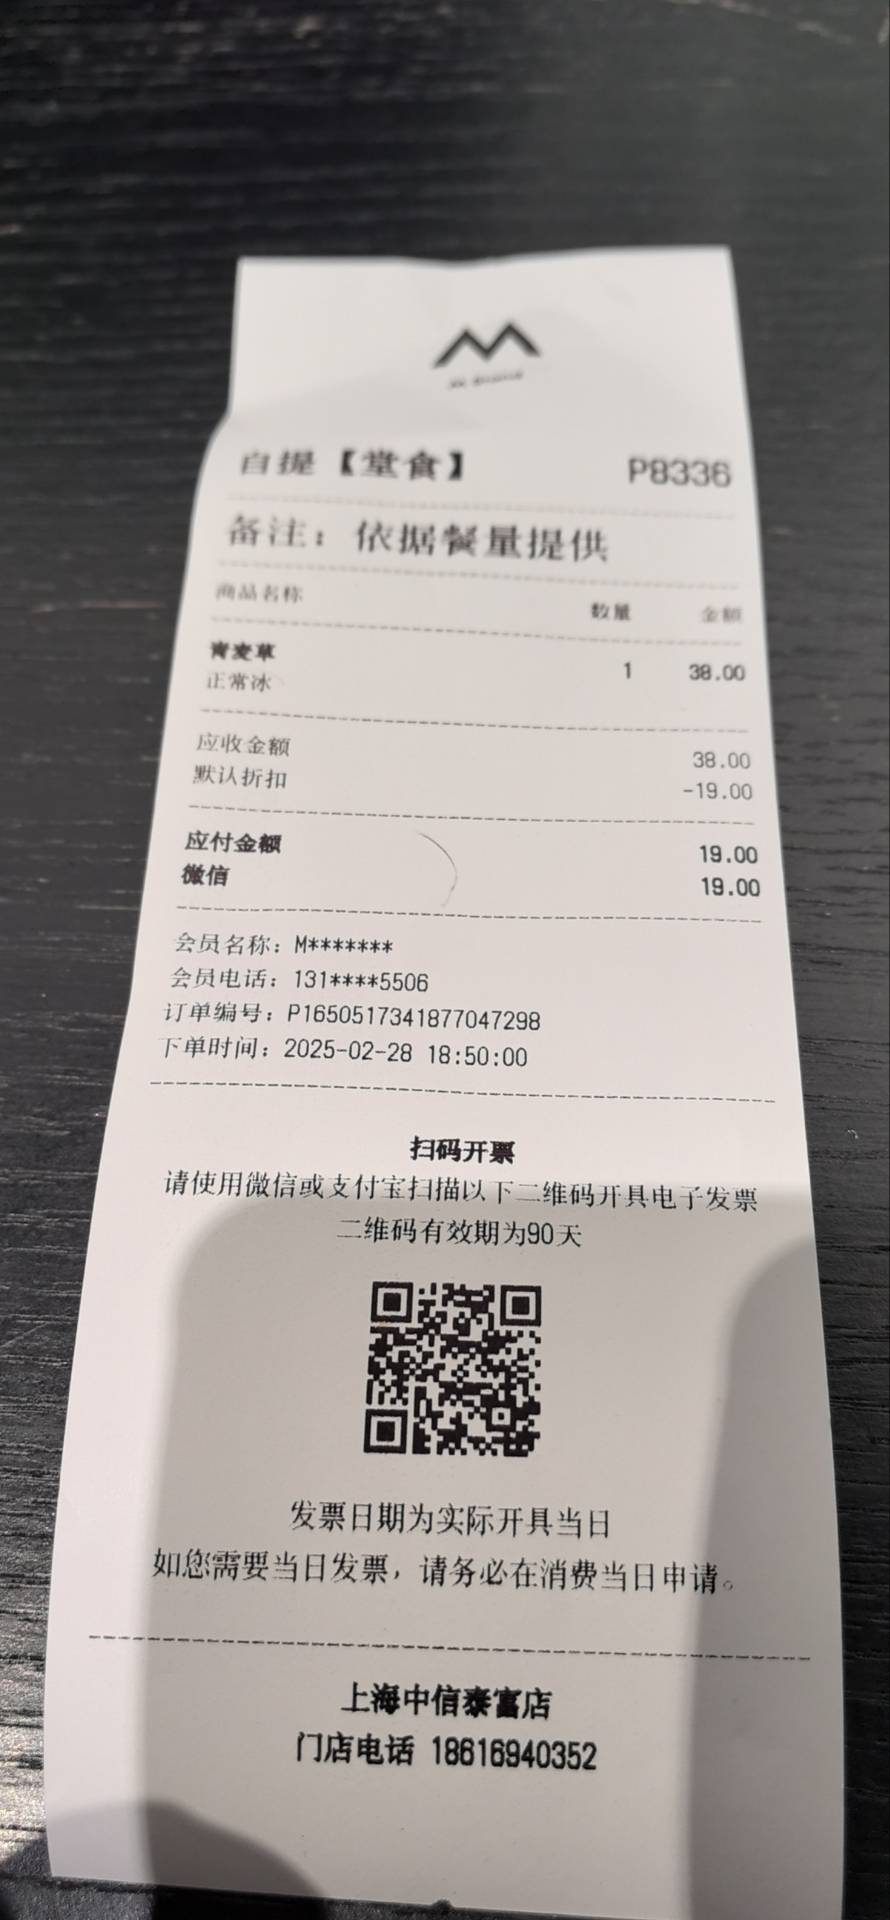 自提【堂食】 P8336
备注：依据餐量提供
商品名称 数量 金额
青麦草 1 38.00
正常冰
应收金额 38.00
默认折扣 -19.00
应付金额 19.00
微信 19.00
会员名称：M*******
会员电话：131****5506
订单编号：P1650517341877047298
下单时间：2025-02-28 18:50:00
扫码开票
请使用微信或支付宝扫描以下二维码开具电子发票
二维码有效期为90天
发票日期为实际开具当日
如您需要当日发票，请务必在消费当日申请。
上海中信泰富店
门店电话 18616940352